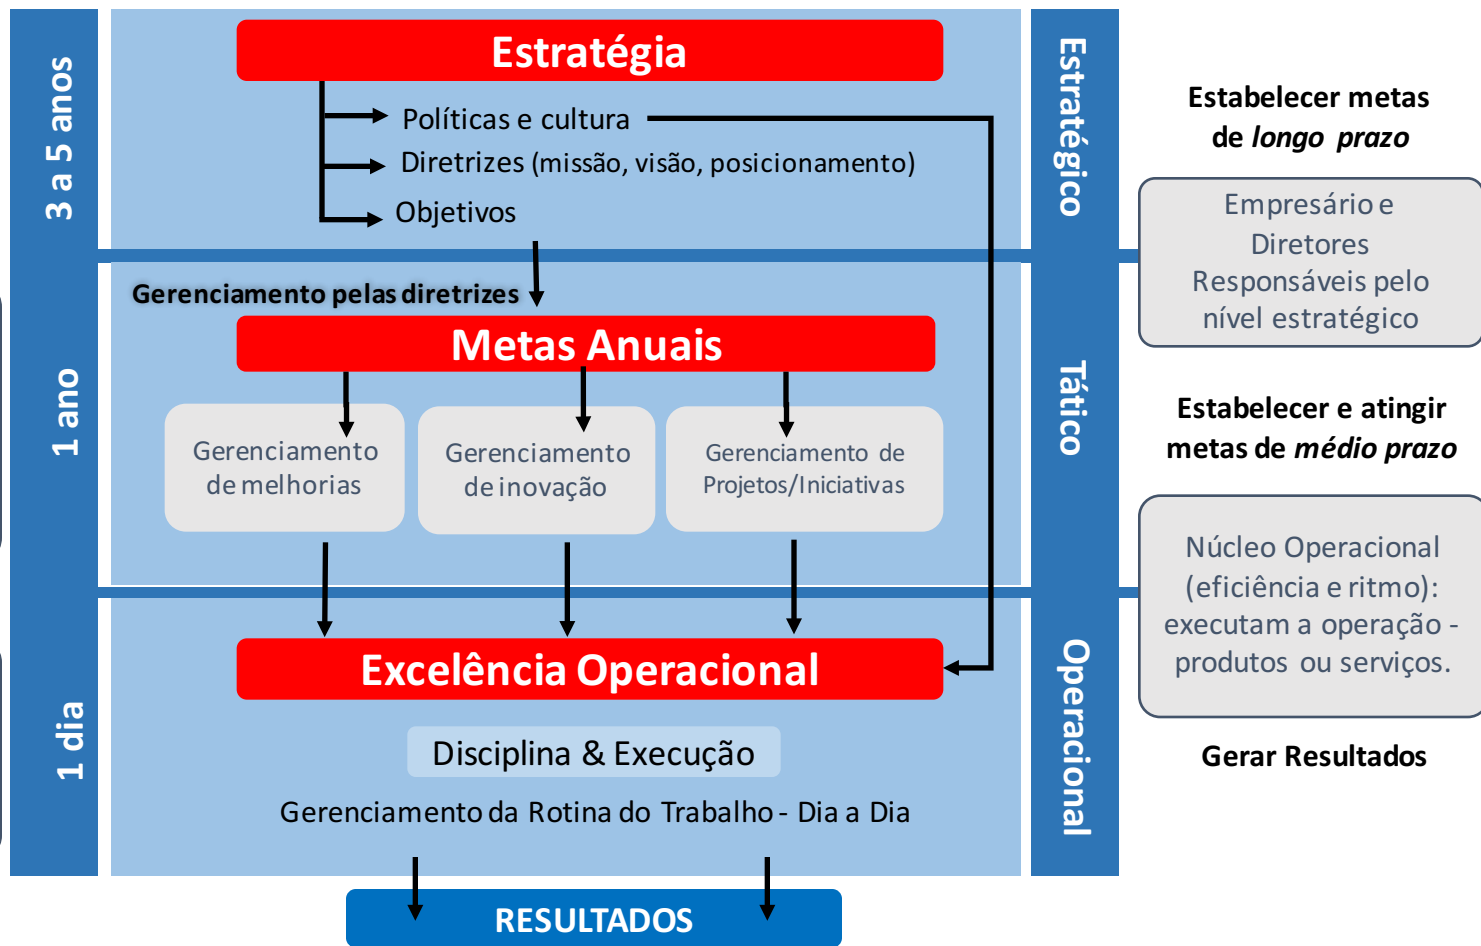 3 a 5 anos
Estratégia
Políticas e cultura
Diretrizes (missão, visão, posicionamento)
Objetivos
Estratégico
Estabelecer metas
de longo prazo
Empresário e
Diretores
Responsáveis pelo
nível estratégico
1 ano
Gerenciamento pelas diretrizes
Metas Anuais
Gerenciamento
de melhorias
Gerenciamento
de inovação
Gerenciamento de
Projetos/Iniciativas
Tático
Estabelecer e atingir
metas de médio prazo
Núcleo Operacional
(eficiência e ritmo):
executam a operação -
produtos ou serviços.
1 dia
Excelência Operacional
Disciplina & Execução
Gerenciamento da Rotina do Trabalho - Dia a Dia
Operacional
Gerar Resultados
RESULTADOS